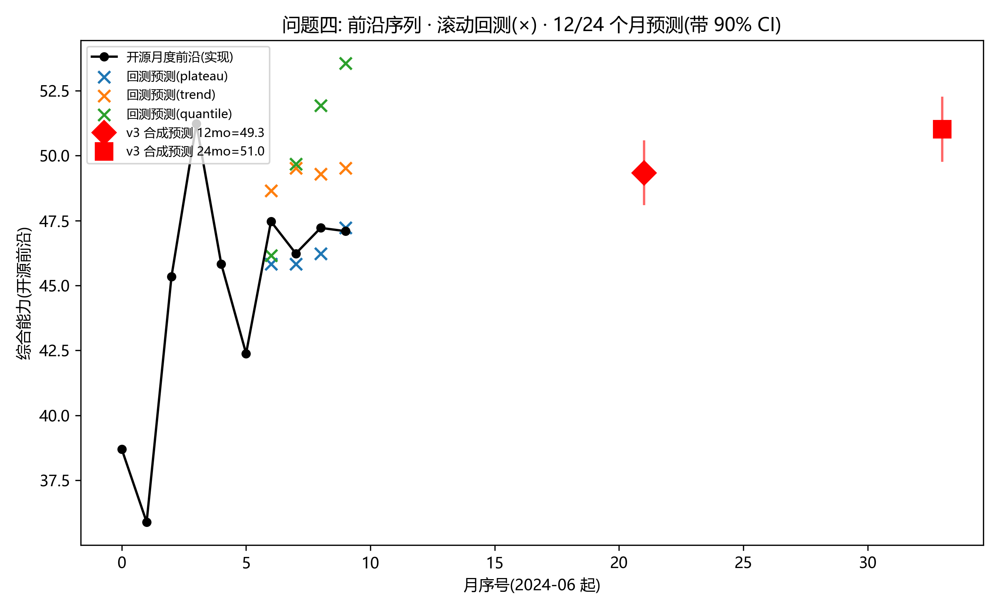 问题四: 前沿序列 · 滚动回测(×) · 12/24 个月预测(带 90% CI)
开源月度前沿(实现)
回测预测(plateau)
回测预测(trend)
回测预测(quantile)
v3 合成预测 12mo=49.3
v3 合成预测 24mo=51.0
综合能力(开源前沿)
52.5
50.0
47.5
45.0
42.5
40.0
37.5
0 5 10 15 20 25 30
月序号(2024-06 起)